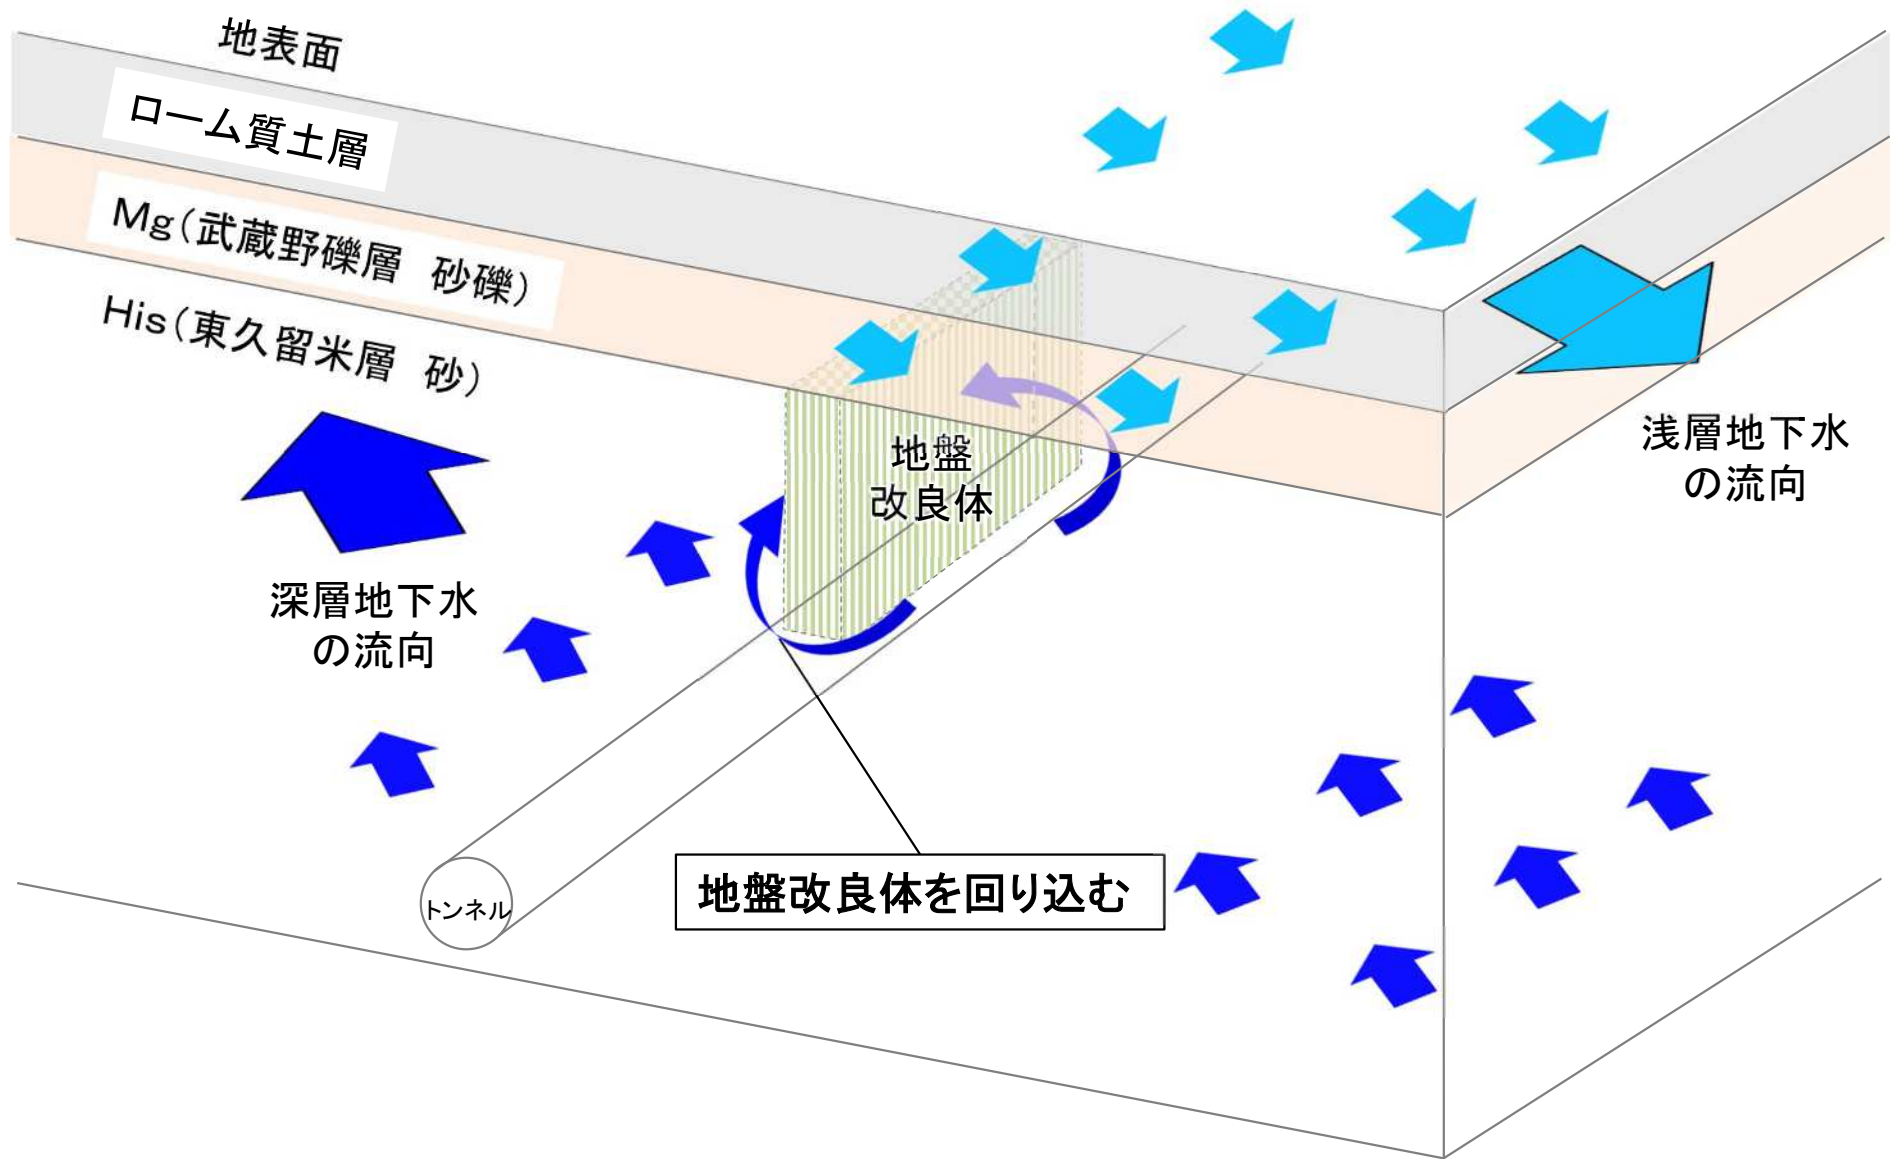 地表面
ローム質土層
Mg(武蔵野礫層　砂礫)
His(東久留米層　砂)
地盤
改良体
浅層地下水
の流向
深層地下水
の流向
地盤改良体を回り込む
トンネル